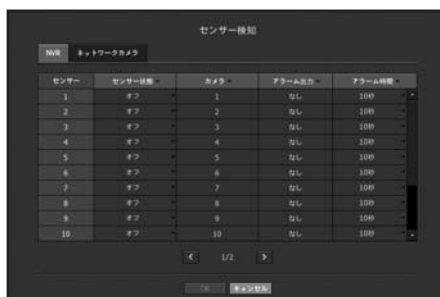 センサー検知
NVR ネットワークカメラ
センサー センサー状態 カメラ アラーム出力 アラーム時間
1 オフ 1 なし 10秒
2 オフ 2 なし 10秒
3 オフ 3 なし 10秒
4 オフ 4 なし 10秒
5 オフ 5 なし 10秒
6 オフ 6 なし 10秒
7 オフ 7 なし 10秒
8 オフ 8 なし 10秒
9 オフ 9 なし 10秒
10 オフ 10 なし 10秒
< 1/2 >
OK キャンセル